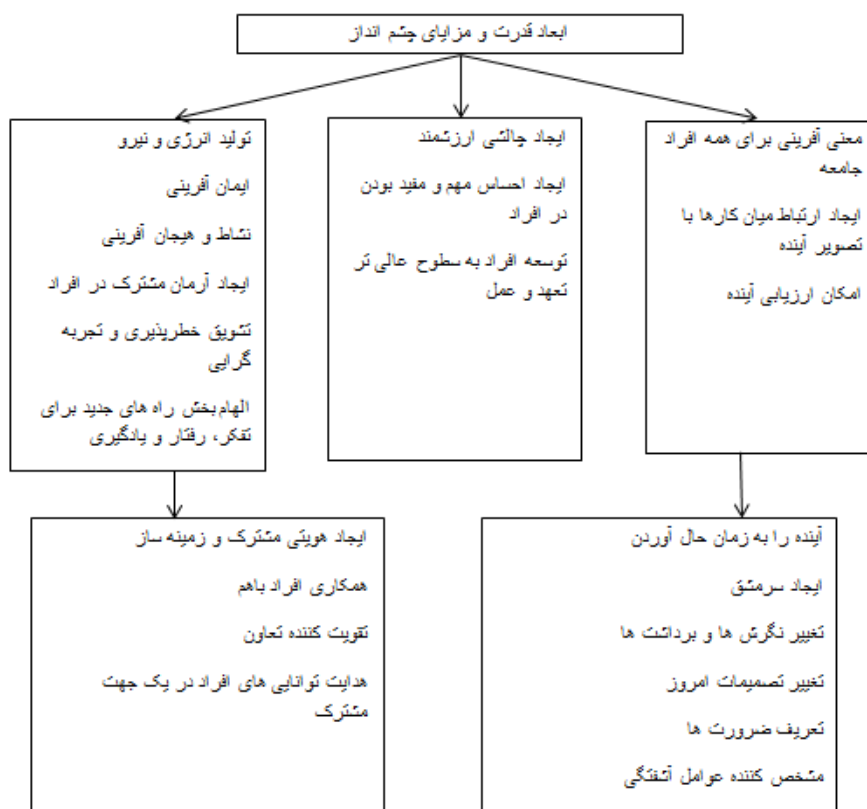 ابعاد قدرت و مزایای چشم انداز
معنی آفرینی برای همه افراد
جامعه
ایجاد ارتباط میان کارها با
تصویر آینده
امکان ارزیابی آینده
ایجاد چالشی ارزشمند
ایجاد احساس مهم و مفید بودن
در افراد
توسعه افراد به سطوح عالی تر
تعهد و عمل
تولید انرژی و نیرو
ایمان آفرینی
نشاط و هیجان آفرینی
ایجاد آرمان مشترک در افراد
تشویق خطرپذیری و تجربه
گرایی
الهام بخش راه های جدید برای
تفکر، رفتار و یادگیری
آینده را به زمان حال آوردن
ایجاد سرمشق
تغییر نگرش ها و برداشت ها
تغییر تصمیمات امروز
تعریف ضرورت ها
مشخص کننده عوامل آشفتگی
ایجاد هویتی مشترک و زمینه ساز
همکاری افراد باهم
تقویت کننده تعاون
هدایت توانایی های افراد در یک جهت
مشترک